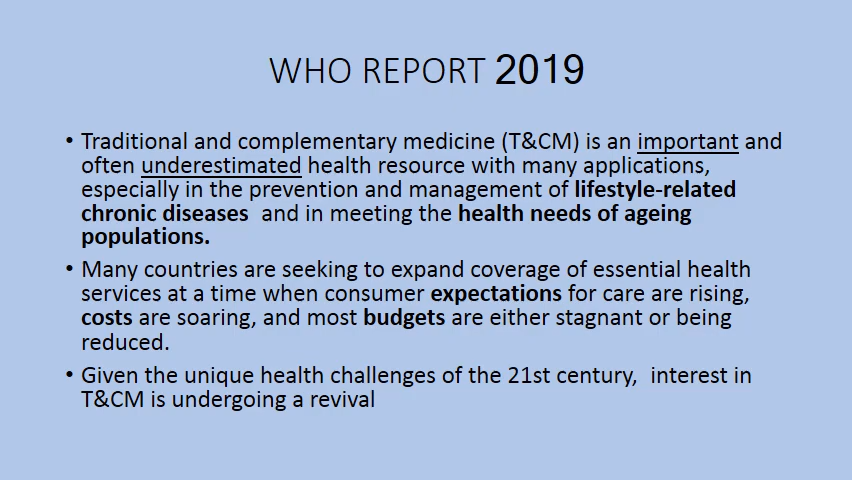 WHO REPORT 2019
• Traditional and complementary medicine (T&CM) is an important and
often underestimated health resource with many applications,
especially in the prevention and management of lifestyle-related
chronic diseases and in meeting the health needs of ageing
populations.
• Many countries are seeking to expand coverage of essential health
services at a time when consumer expectations for care are rising,
costs are soaring, and most budgets are either stagnant or being
reduced.
• Given the unique health challenges of the 21st century, interest in
T&CM is undergoing a revival